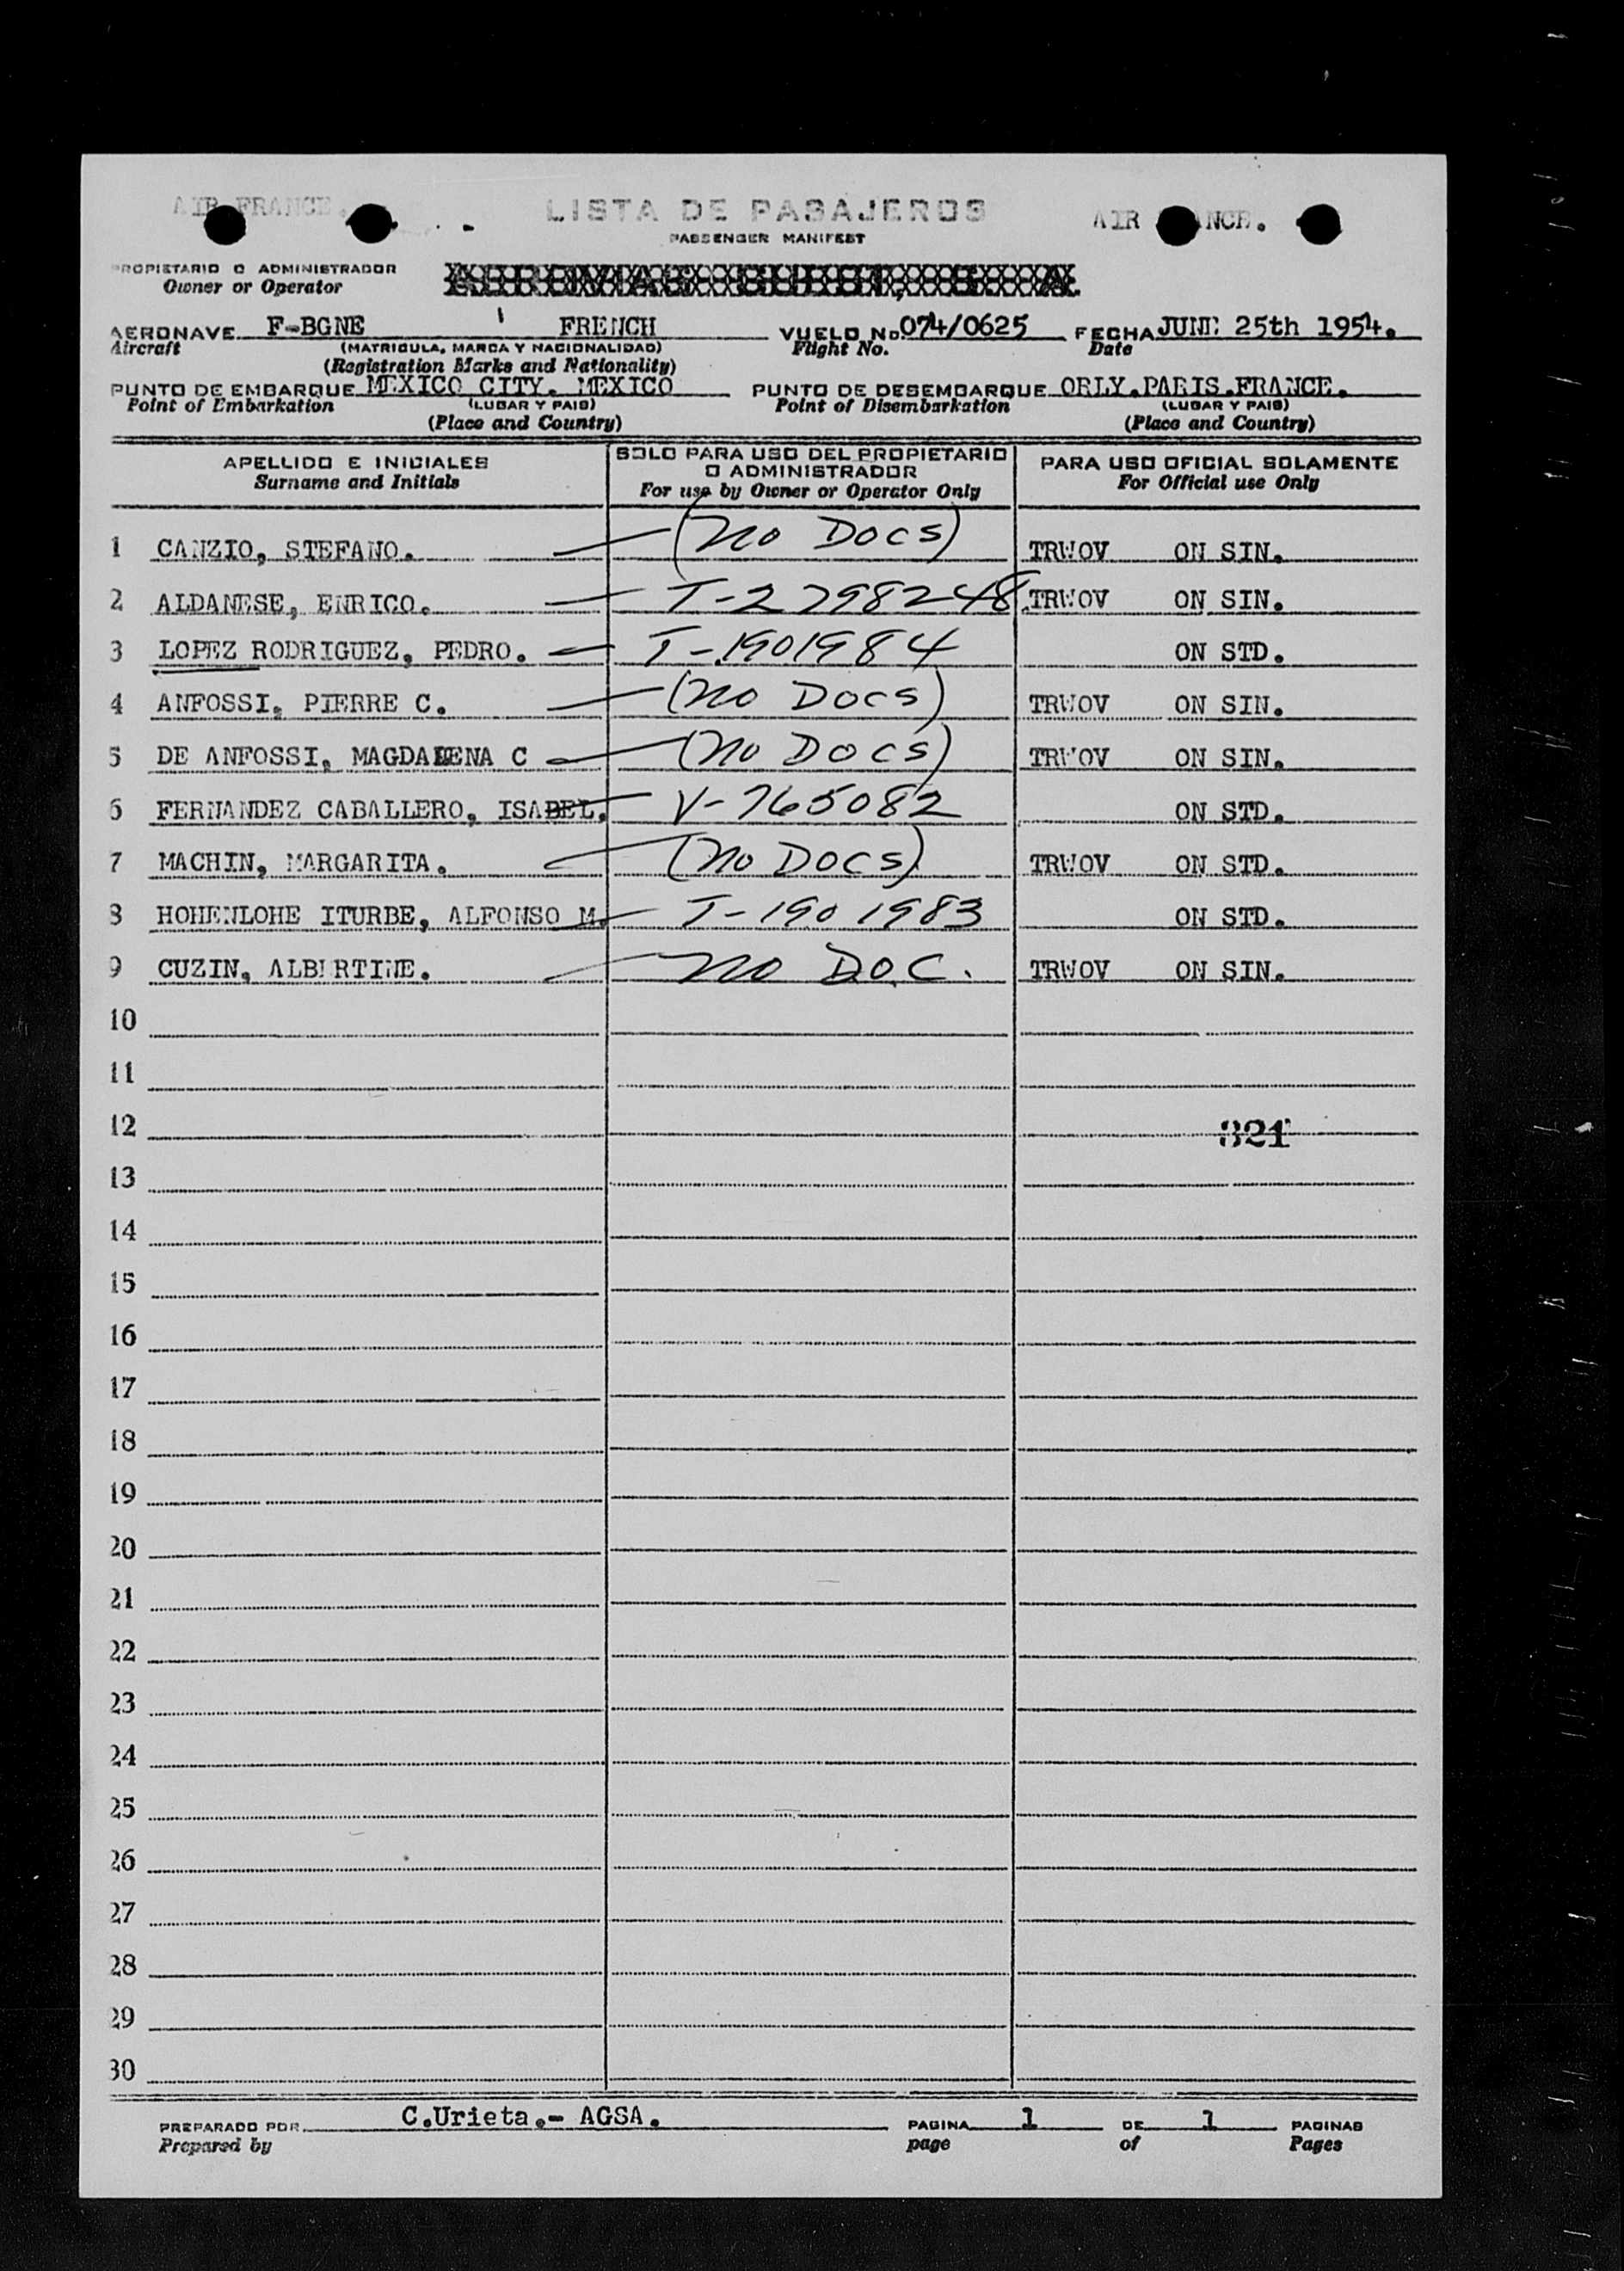 AIR FRANCE. LISTA DE PASAJEROS AIR NCE.
PASSENGER MANIFEST
PROPIETARIO O ADMINISTRADOR
Owner or Operator
AERONAVE F-BGNE FRENCH VUELO No. 074/0625 FECHA JUNE 25th 1954.
Aircraft (MATRICULA, MARCA Y NACIONALIDAD) Flight No. Date
(Registration Marks and Nationality)
PUNTO DE EMBARQUE MEXICO CITY. MEXICO PUNTO DE DESEMBARQUE ORLY.PARIS.FRANCE.
Point of Embarkation (LUGAR Y PAIS) Point of Disembarkation (LUGAR Y PAIS)
(Place and Country) (Place and Country)
APELLIDO E INICIALES SOLO PARA USO DEL PROPIETARIO O ADMINISTRADOR PARA USO OFICIAL SOLAMENTE
Surname and Initials For use by Owner or Operator Only For Official use Only
1 CANZIO, STEFANO. (No Docs) TRWOV ON SIN.
2 ALDANESE, ENRICO. T-2798248 TRWOV ON SIN.
3 LOPEZ RODRIGUEZ, PEDRO. T-1901984 ON STD.
4 ANFOSSI, PIERRE C. (No Docs) TRWOV ON SIN.
5 DE ANFOSSI, MAGDALENA C (No Docs) TRWOV ON SIN.
6 FERNANDEZ CABALLERO, ISABEL. V-765082 ON STD.
7 MACHIN, MARGARITA. (No Docs) TRWOV ON STD.
8 HOHENLOHE ITURBE, ALFONSO M. T-1901983 ON STD.
9 CUZIN, ALBERTINE. No Doc. TRWOV ON SIN.
10
11
12 321
13
14
15
16
17
18
19
20
21
22
23
24
25
26
27
28
29
30
PREPARADO POR C.Urieta.- AGSA. PAGINA 1 DE 1 PAGINAS
Prepared by page of Pages